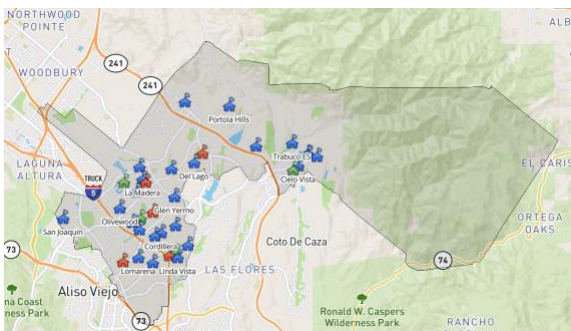 NORTHWOOD
POINTE
ALB
241
WOODBURY
241
Portola Hills
LAGUNA
ALTURA
Trabuco ES
EL CARIS
TRUCK
5
Del Lago
Cielo Vista
La Madera
Glen Yermo
Olivewood
San Joaquin
ORTEGA
OAKS
Coto De Caza
73
Cordillera
74
Lomarena
Linda Vista
LAS FLORES
Aliso Viejo
na Coast
ness Park
Ronald W. Caspers
Wilderness Park
73
RANCHO